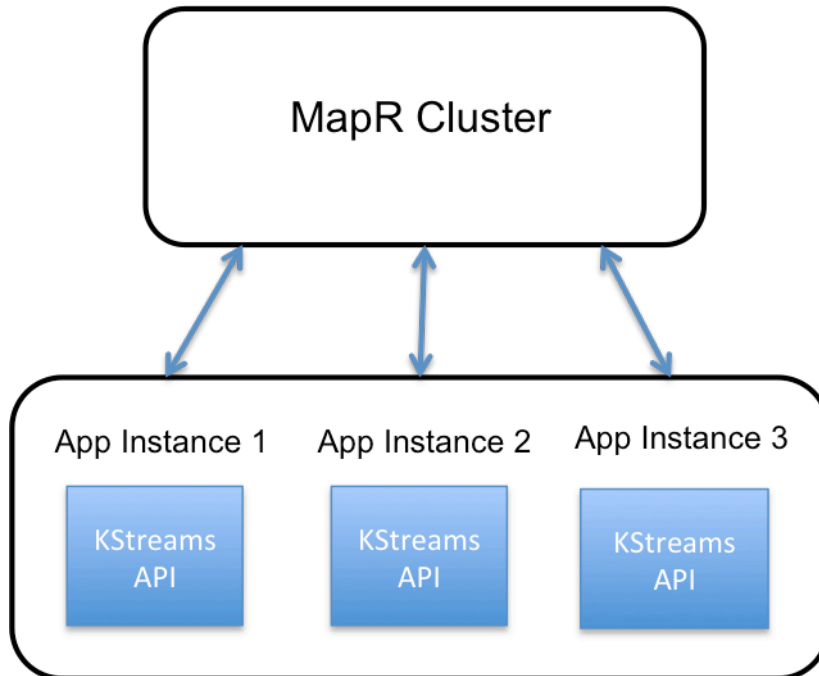 MapR Cluster
App Instance 1
App Instance 2
App Instance 3
KStreams
API
KStreams
API
KStreams
API